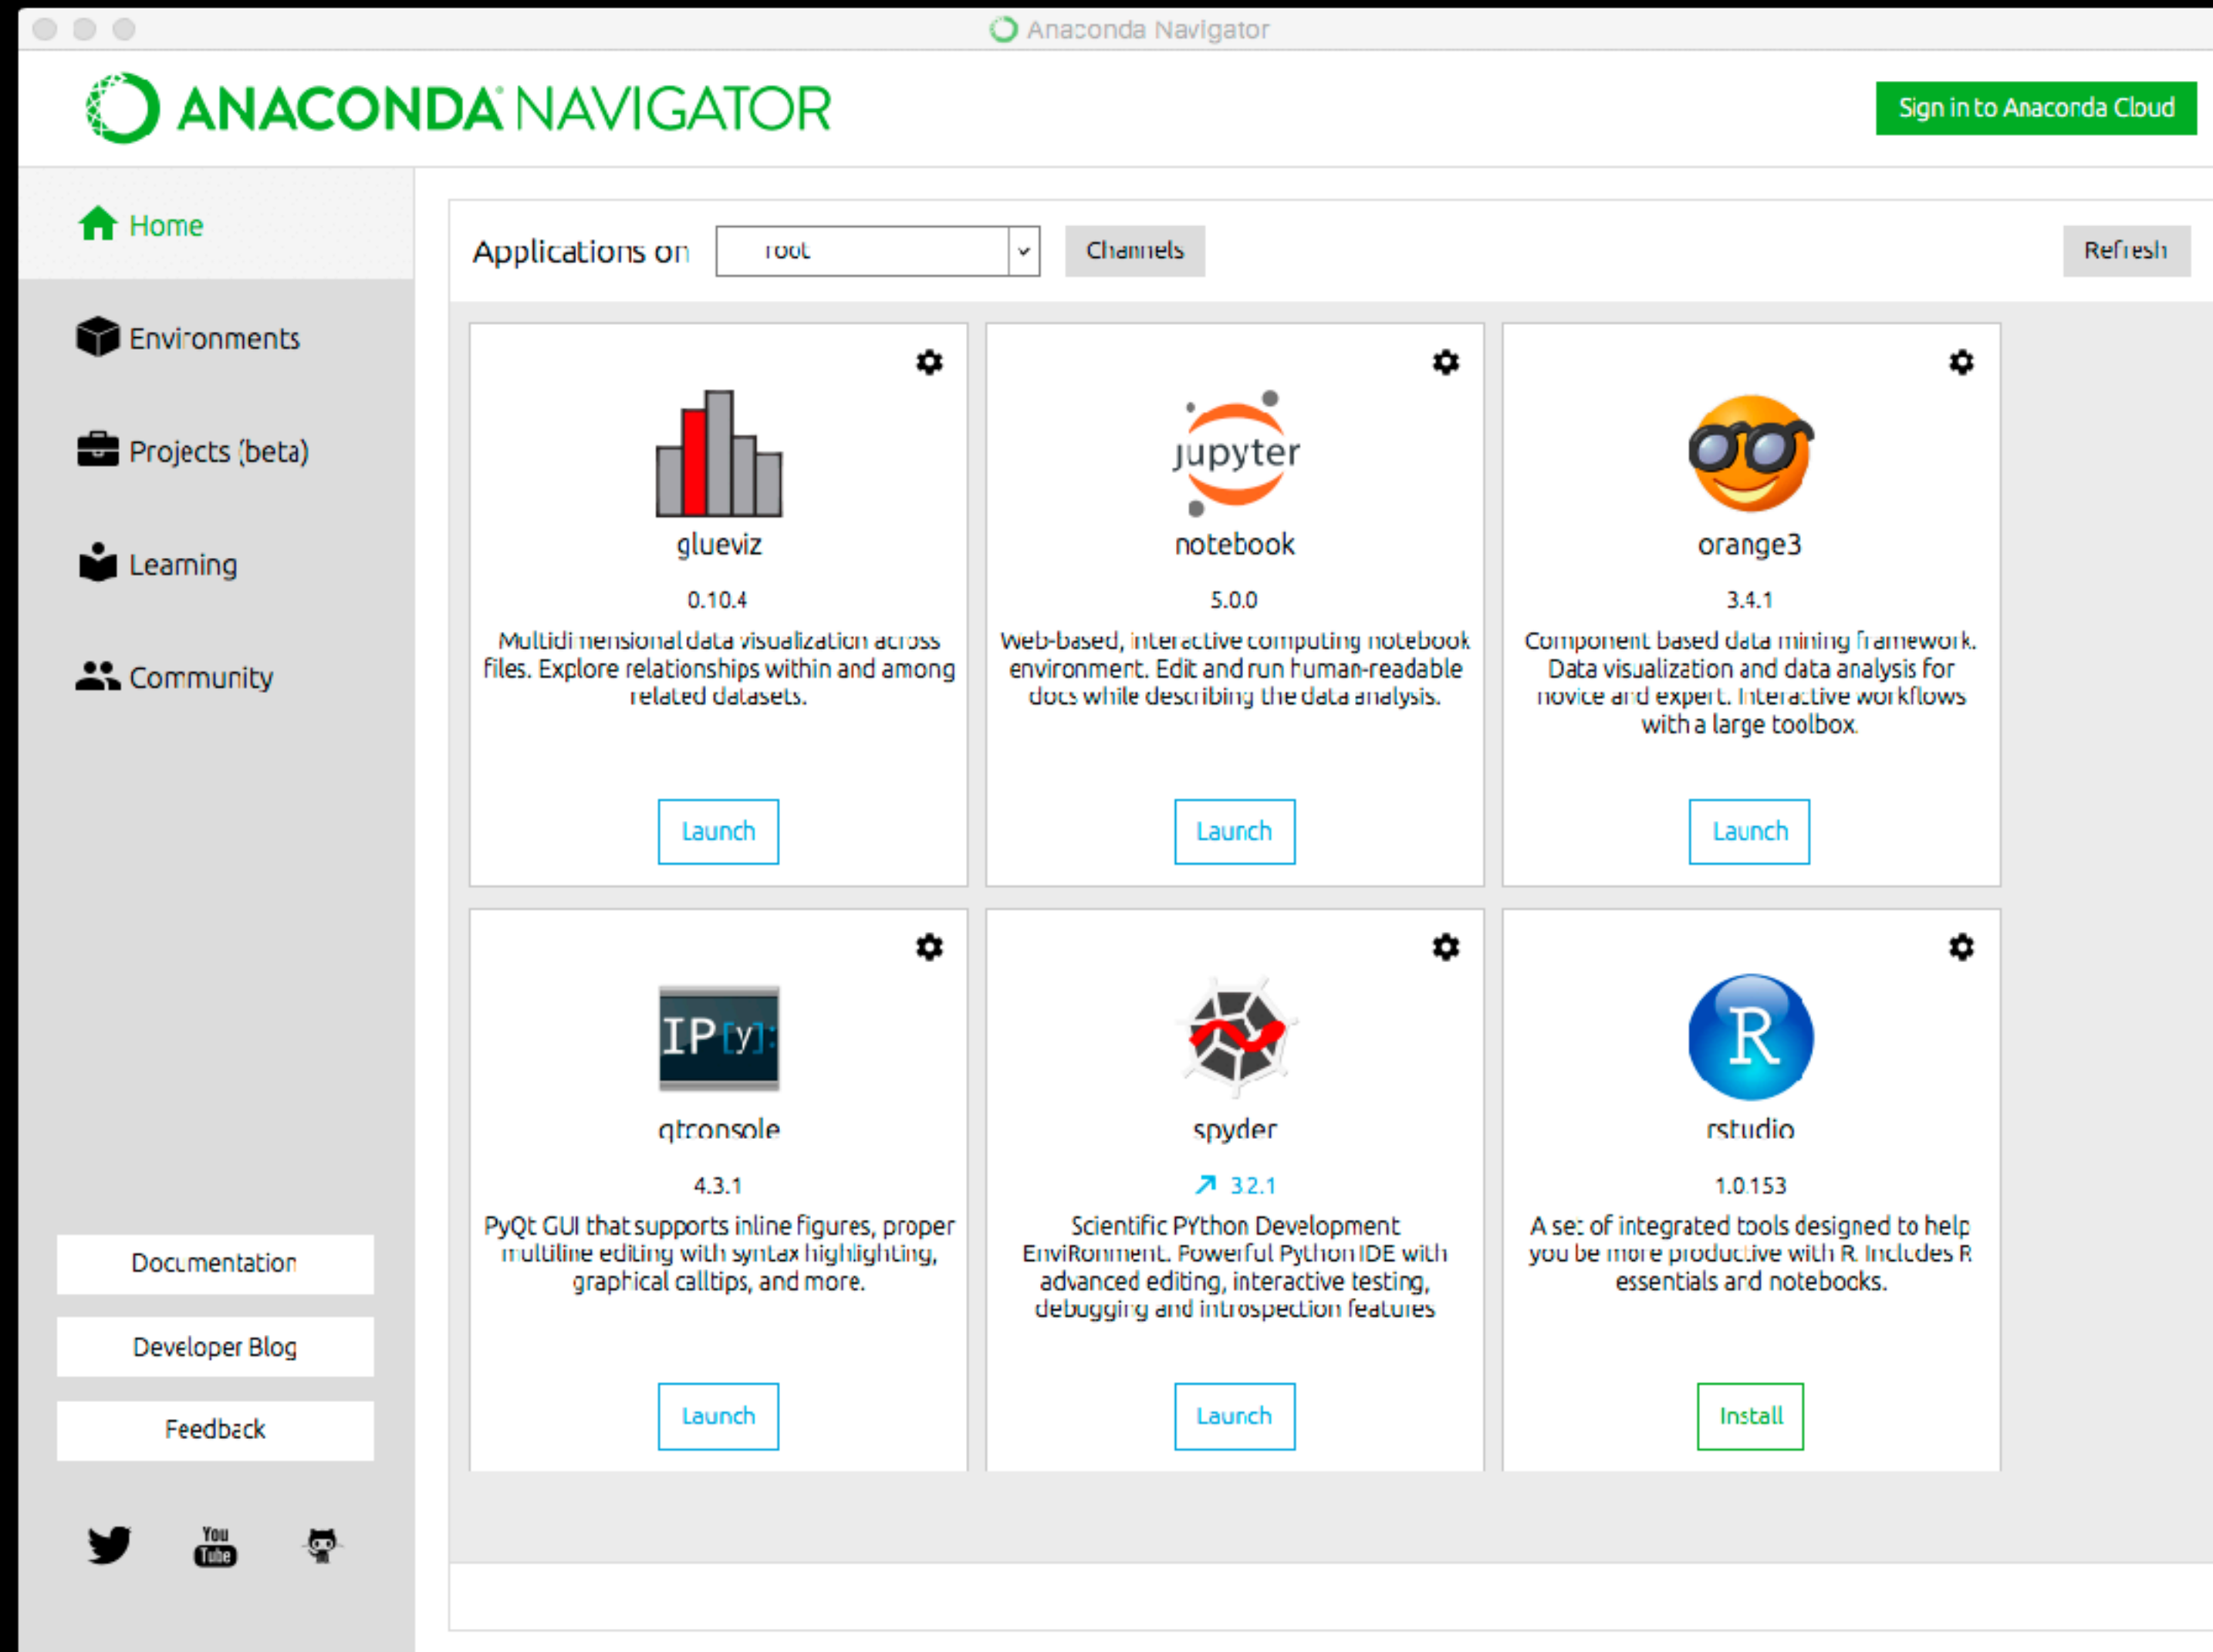 Anaconda Navigator
ANACONDA NAVIGATOR
Sign in to Anaconda Cloud
Home
Environments
Projects (beta)
Learning
Community
Documentation
Developer Blog
Feedback
You
Tube
Applications on root Channels Refresh
glueviz
0.10.4
Multidimensional data visualization across
files. Explore relationships within and among
related datasets.
Launch
jupyter
notebook
5.0.0
Web-based, interactive computing notebook
environment. Edit and run human-readable
docs while describing the data analysis.
Launch
orange3
3.4.1
Component based data mining framework.
Data visualization and data analysis for
novice and expert. Interactive workflows
with a large toolbox.
Launch
IP[y]:
qtconsole
4.3.1
PyQt GUI that supports inline figures, proper
multiline editing with syntax highlighting,
graphical calltips, and more.
Launch
spyder
3.2.1
Scientific PYthon Development
EnviRonment. Powerful Python IDE with
advanced editing, interactive testing,
debugging and introspection features
Launch
R
rstudio
1.0.153
A set of integrated tools designed to help
you be more productive with R. Includes R
essentials and notebooks.
Install